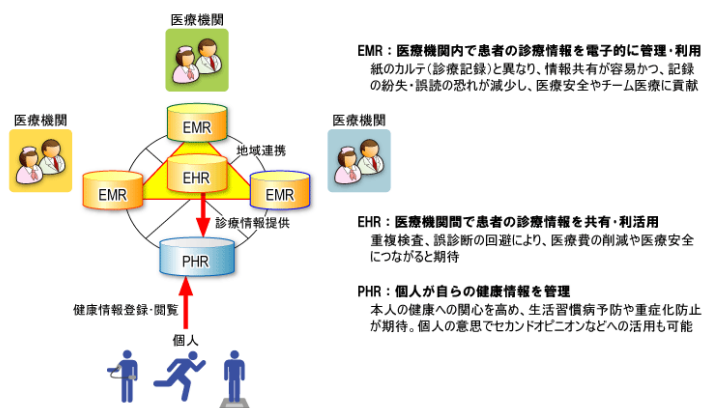 医療機関
医療機関
医療機関
EMR
EMR
EHR
EMR
地域連携
診療情報提供
PHR
健康情報登録・閲覧
個人
EMR：医療機関内で患者の診療情報を電子的に管理・利用
紙のカルテ（診療記録）と異なり、情報共有が容易かつ、記録
の紛失・誤読の恐れが減少し、医療安全やチーム医療に貢献
EHR：医療機関間で患者の診療情報を共有・利活用
重複検査、誤診断の回避により、医療費の削減や医療安全
につながると期待
PHR：個人が自らの健康情報を管理
本人の健康への関心を高め、生活習慣病予防や重症化防止
が期待。個人の意思でセカンドオピニオンなどへの活用も可能